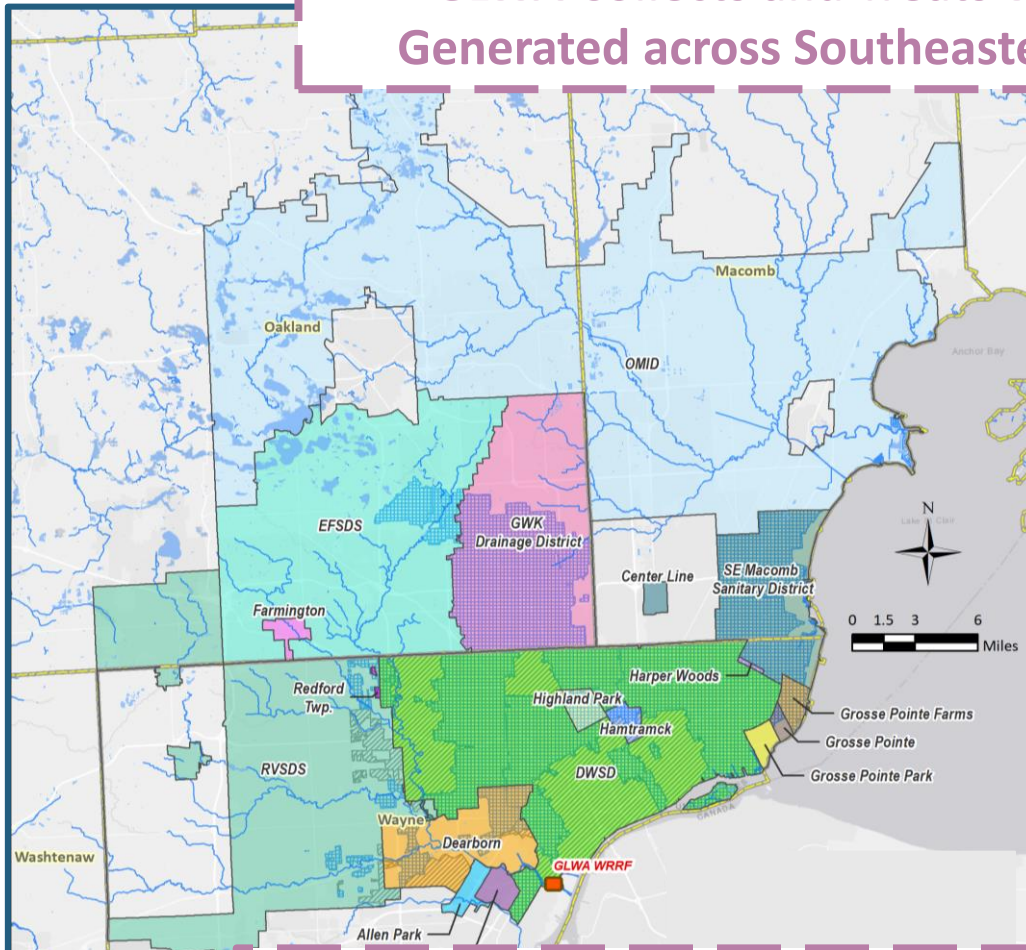 Generated across Southeaste
Macomb
Oakland
OMID
Anchor Bay
EFSDS
GWK
Drainage District
N
Center Line
SE Macomb
Sanitary District
Farmington
0 1.5 3 6
Miles
Redford
Twp.
Harper Woods
Highland Park
Hamtramck
Grosse Pointe Farms
Grosse Pointe
Grosse Pointe Park
RVSDS
DWSD
Wayne
CANADA
Dearborn
Washtenaw
GLWA WRRF
Allen Park